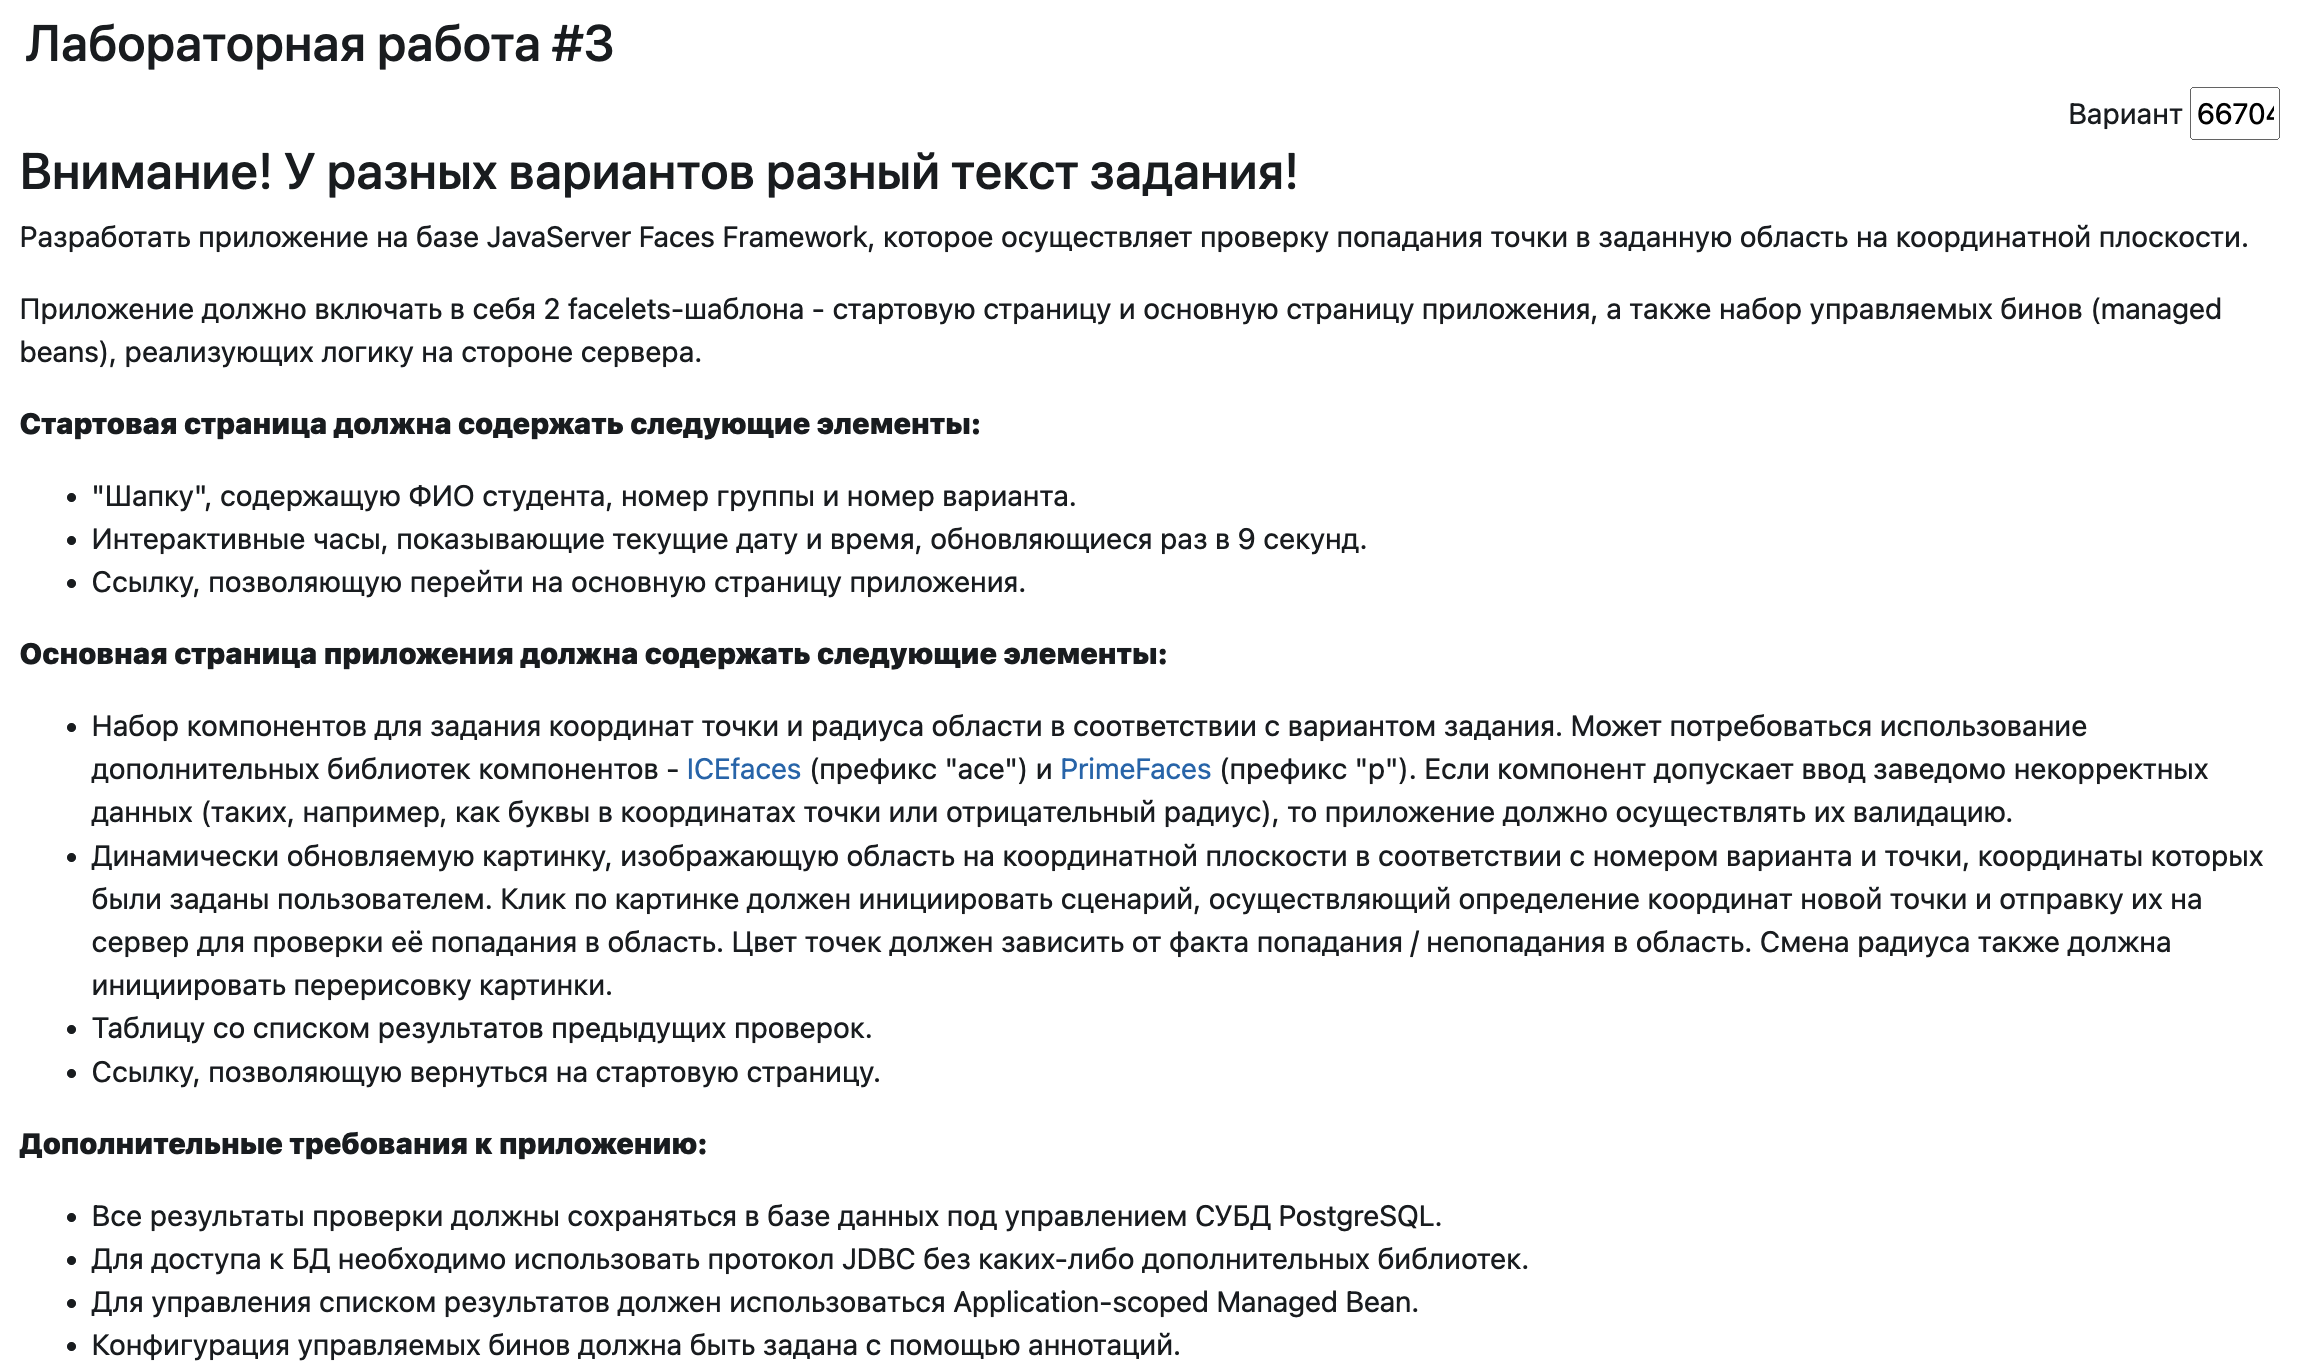 Лабораторная работа #3
Вариант 66704
Внимание! У разных вариантов разный текст задания!
Разработать приложение на базе JavaServer Faces Framework, которое осуществляет проверку попадания точки в заданную область на координатной плоскости.
Приложение должно включать в себя 2 facelets-шаблона - стартовую страницу и основную страницу приложения, а также набор управляемых бинов (managed
beans), реализующих логику на стороне сервера.
Стартовая страница должна содержать следующие элементы:
• "Шапку", содержащую ФИО студента, номер группы и номер варианта.
• Интерактивные часы, показывающие текущие дату и время, обновляющиеся раз в 9 секунд.
• Ссылку, позволяющую перейти на основную страницу приложения.
Основная страница приложения должна содержать следующие элементы:
• Набор компонентов для задания координат точки и радиуса области в соответствии с вариантом задания. Может потребоваться использование
дополнительных библиотек компонентов - ICEfaces (префикс "ace") и PrimeFaces (префикс "p"). Если компонент допускает ввод заведомо некорректных
данных (таких, например, как буквы в координатах точки или отрицательный радиус), то приложение должно осуществлять их валидацию.
• Динамически обновляемую картинку, изображающую область на координатной плоскости в соответствии с номером варианта и точки, координаты которых
были заданы пользователем. Клик по картинке должен инициировать сценарий, осуществляющий определение координат новой точки и отправку их на
сервер для проверки её попадания в область. Цвет точек должен зависить от факта попадания / непопадания в область. Смена радиуса также должна
инициировать перерисовку картинки.
• Таблицу со списком результатов предыдущих проверок.
• Ссылку, позволяющую вернуться на стартовую страницу.
Дополнительные требования к приложению:
• Все результаты проверки должны сохраняться в базе данных под управлением СУБД PostgreSQL.
• Для доступа к БД необходимо использовать протокол JDBC без каких-либо дополнительных библиотек.
• Для управления списком результатов должен использоваться Application-scoped Managed Bean.
• Конфигурация управляемых бинов должна быть задана с помощью аннотаций.